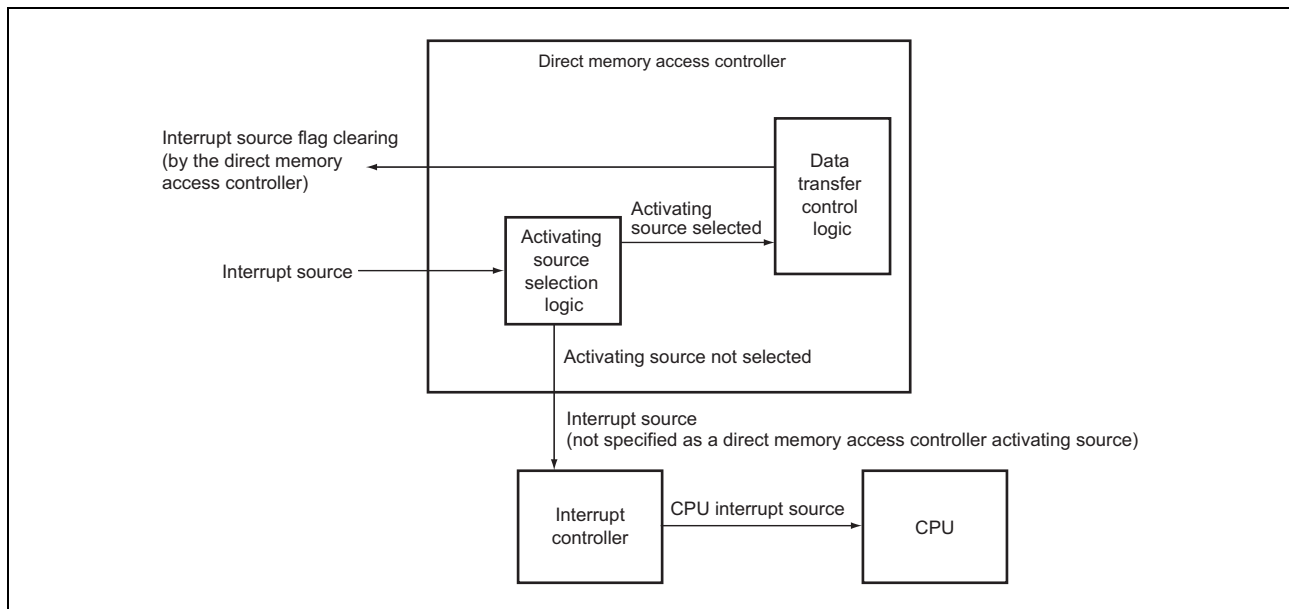 Direct memory access controller
Interrupt source flag clearing
(by the direct memory
access controller)
Data
transfer
control
logic
Activating
source selected
Activating
source
selection
logic
Interrupt source
Activating source not selected
Interrupt source
(not specified as a direct memory access controller activating source)
Interrupt
controller
CPU interrupt source
CPU